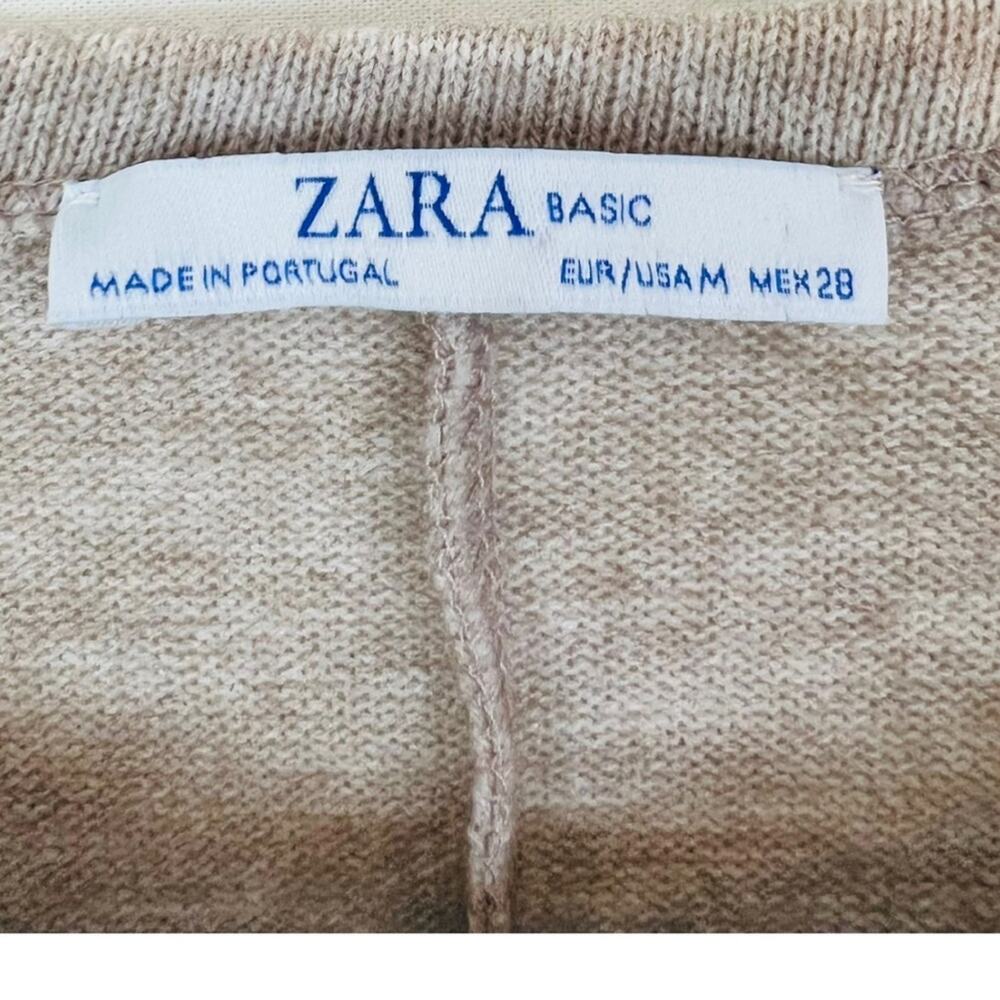 ZARA BASIC
MADE IN PORTUGAL EUR/USA M MEX 28